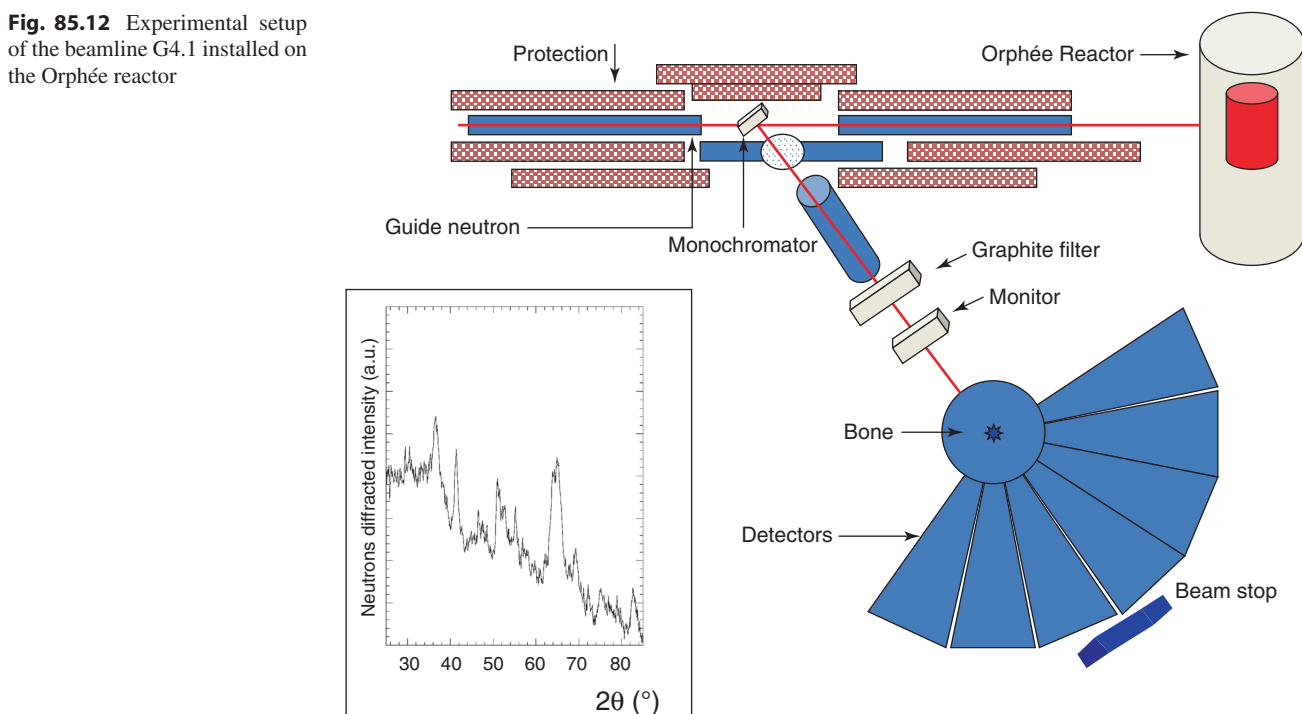 Fig. 85.12 Experimental setup
of the beamline G4.1 installed on
the Orphée reactor
Protection
Orphée Reactor
Guide neutron
Monochromator
Graphite filter
Monitor
Bone
Detectors
Beam stop
Neutrons diffracted intensity (a.u.)
30 40 50 60 70 80
2θ (°)